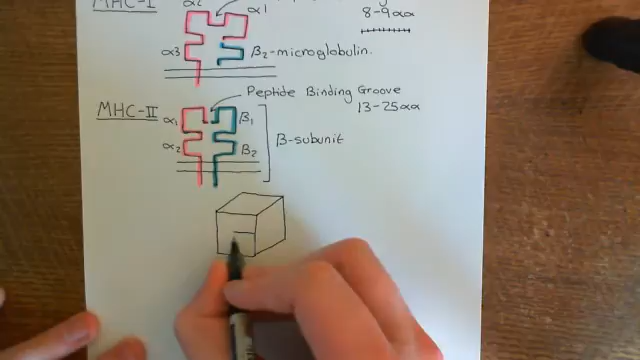 MHC-I
α2
α1
8-9αα
α3
β2-microglobulin.
Peptide Binding Groove
13-25αα
MHC-II
α1
β1
β-subunit
α2
β2